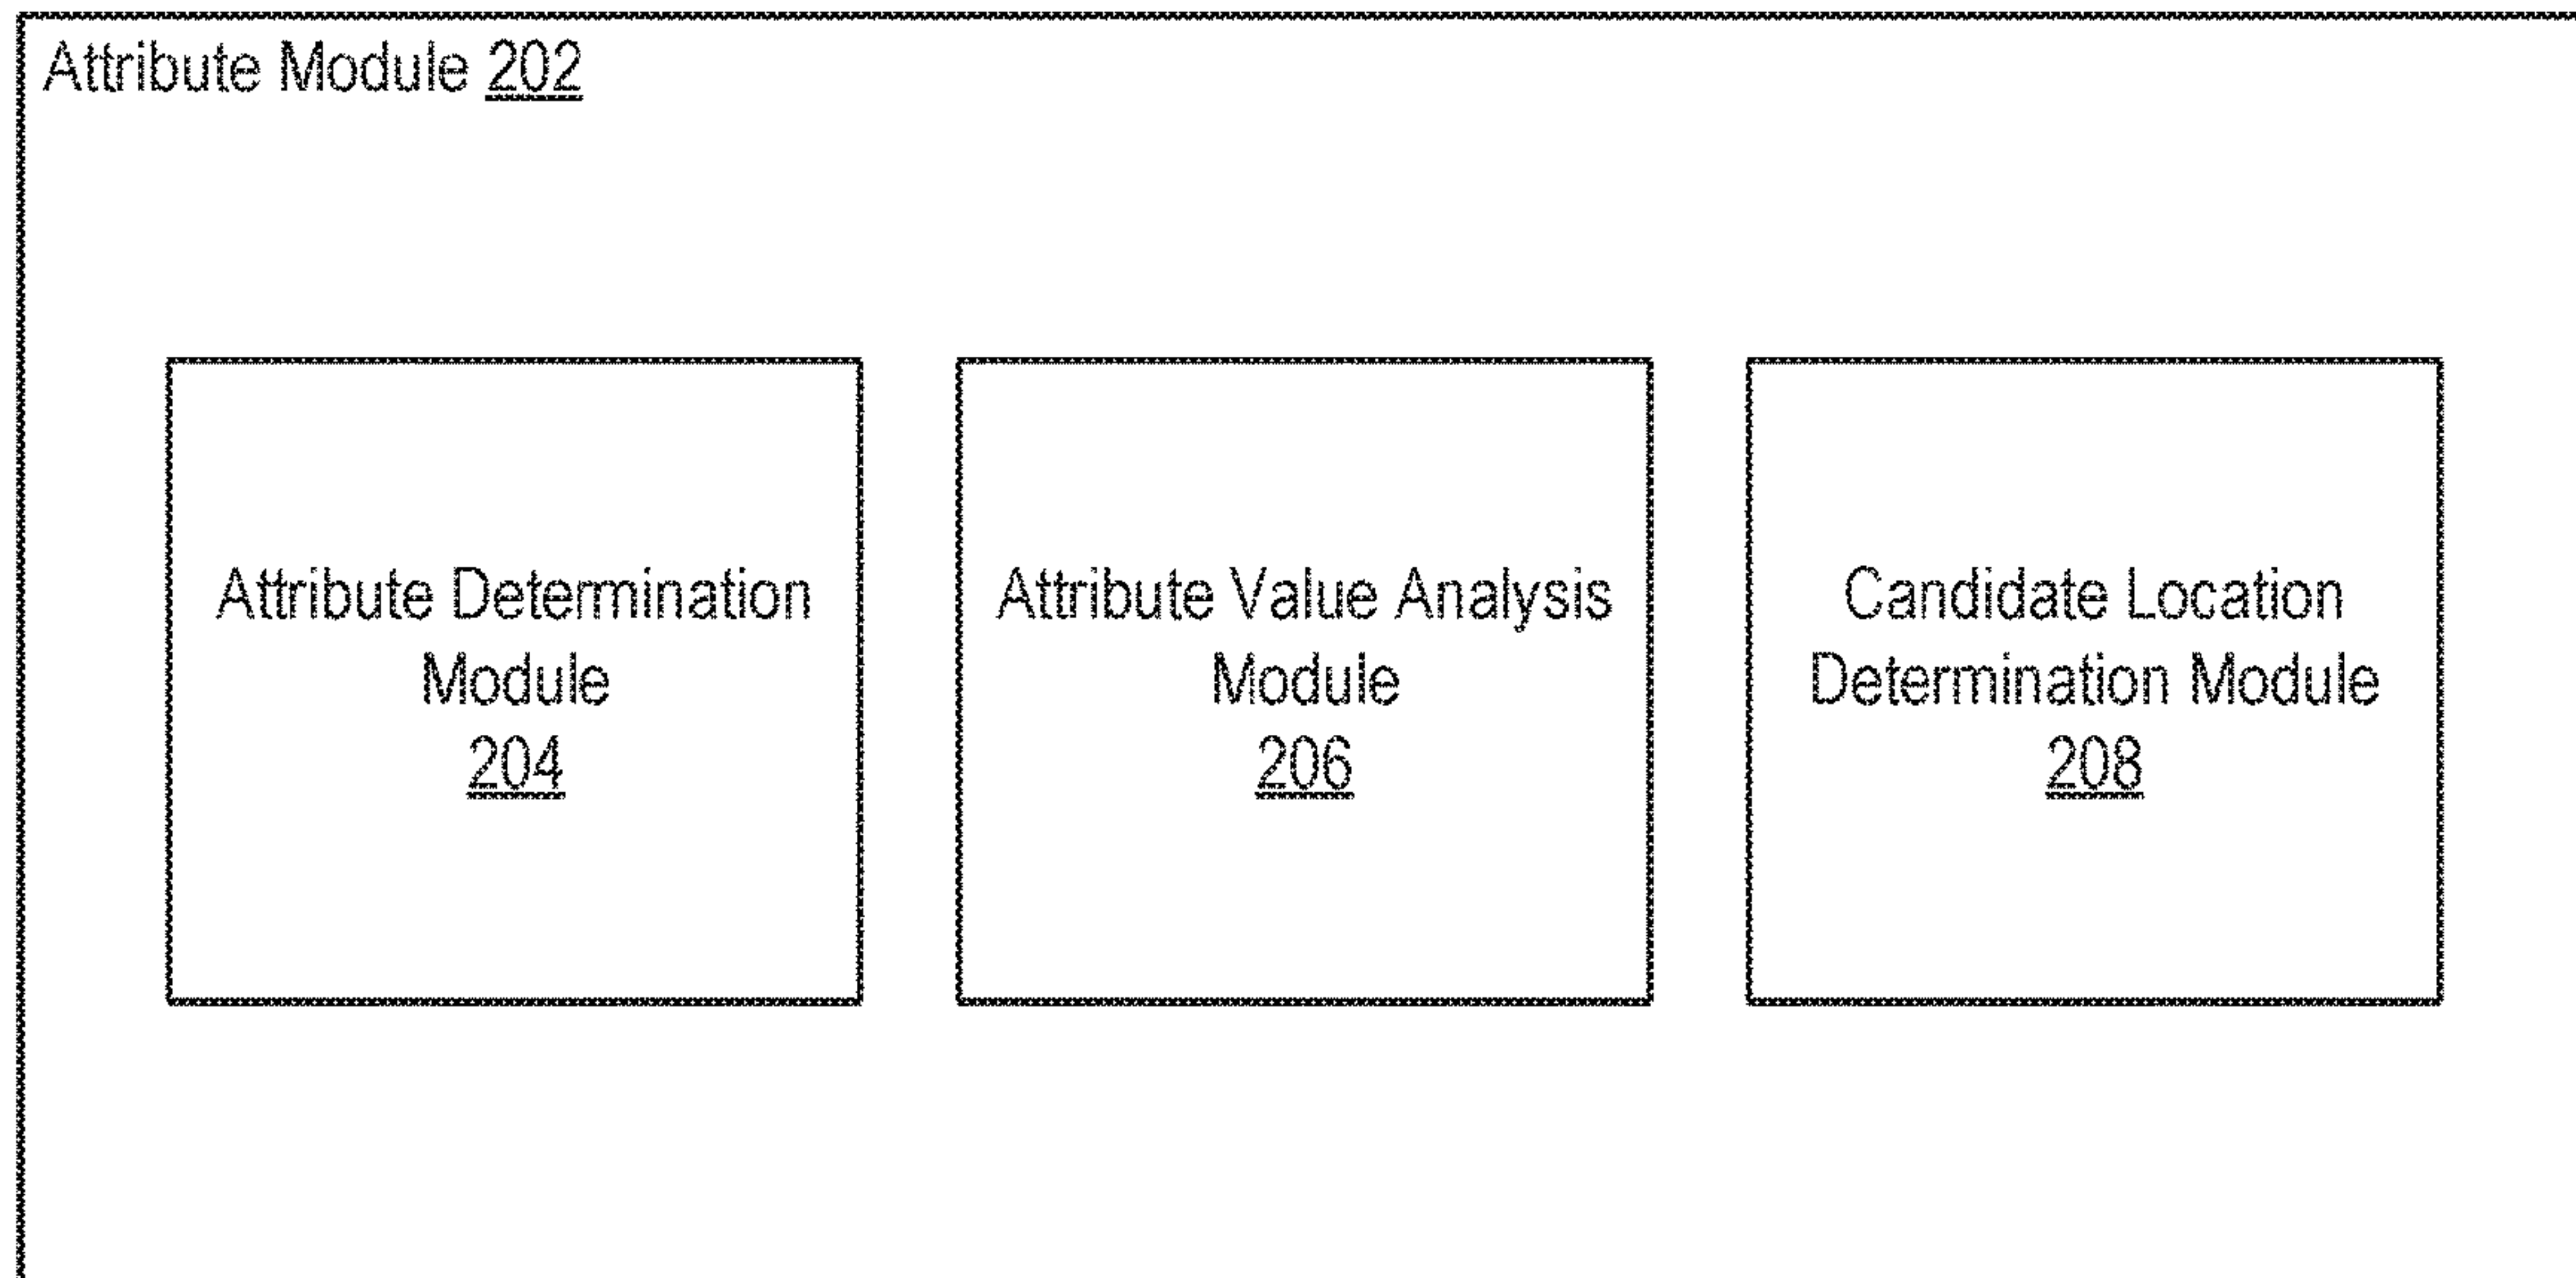 Attribute Module 202
Attribute Determination
Module
204
Attribute Value Analysis
Module
206
Candidate Location
Determination Module
208